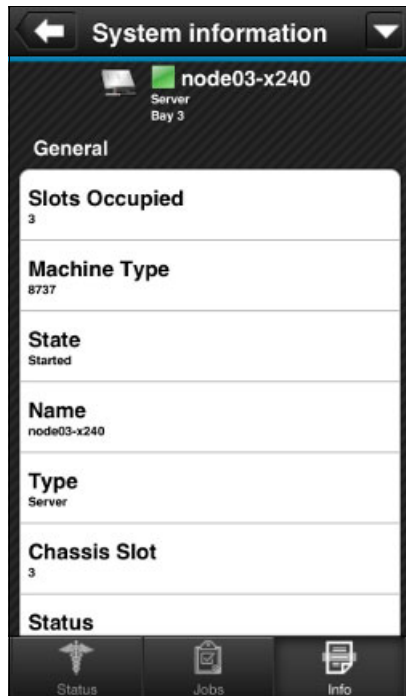 System information
node03-x240
Server
Bay 3
General
Slots Occupied
3
Machine Type
8737
State
Started
Name
node03-x240
Type
Server
Chassis Slot
3
Status
Status
Jobs
Info